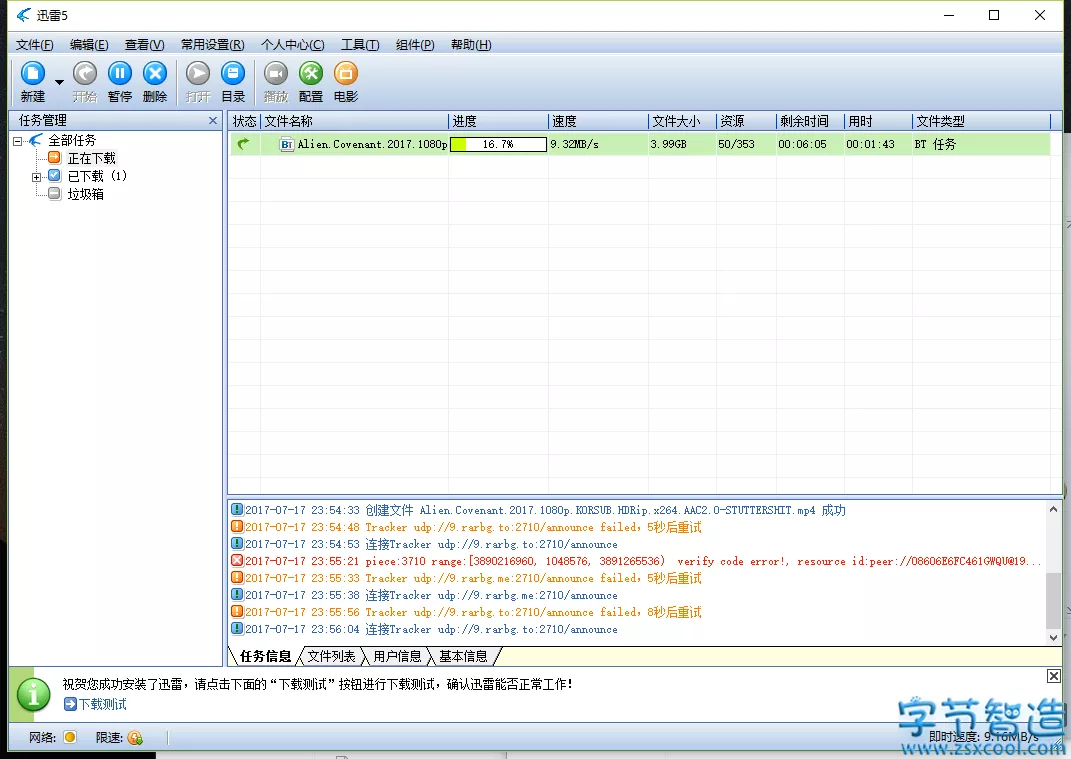 迅雷5
文件(F) 编辑(E) 查看(V) 常用设置(R) 个人中心(C) 工具(T) 组件(P) 帮助(H)
新建 开始 暂停 删除 打开 目录 播放 配置 电影
任务管理
全部任务
正在下载
已下载 (1)
垃圾箱
状态 文件名称 进度 速度 文件大小 资源 剩余时间 用时 文件类型
BT Alien.Covenant.2017.1080p 16.7% 9.32MB/s 3.99GB 50/353 00:06:05 00:01:43 BT 任务
2017-07-17 23:54:33 创建文件 Alien.Covenant.2017.1080p.KORSUB.HDRip.x264.AAC2.0-STUTTERSHIT.mp4 成功
2017-07-17 23:54:48 Tracker udp://9.rarbg.to:2710/announce failed, 5秒后重试
2017-07-17 23:54:53 连接Tracker udp://9.rarbg.to:2710/announce
2017-07-17 23:55:21 piece:3710 range:[3890216960, 1048576, 3891265536) verify code error!, resource id:peer://08606E6FC461GWQU@19...
2017-07-17 23:55:33 Tracker udp://9.rarbg.me:2710/announce failed, 5秒后重试
2017-07-17 23:55:38 连接Tracker udp://9.rarbg.me:2710/announce
2017-07-17 23:55:56 Tracker udp://9.rarbg.to:2710/announce failed, 8秒后重试
2017-07-17 23:56:04 连接Tracker udp://9.rarbg.to:2710/announce
任务信息 文件列表 用户信息 基本信息
祝贺您成功安装了迅雷，请点击下面的“下载测试”按钮进行下载测试，确认迅雷能否正常工作！
下载测试
网络: 限速: 即时速度: 9.16MB/s
字节智造
www.zsxcool.com